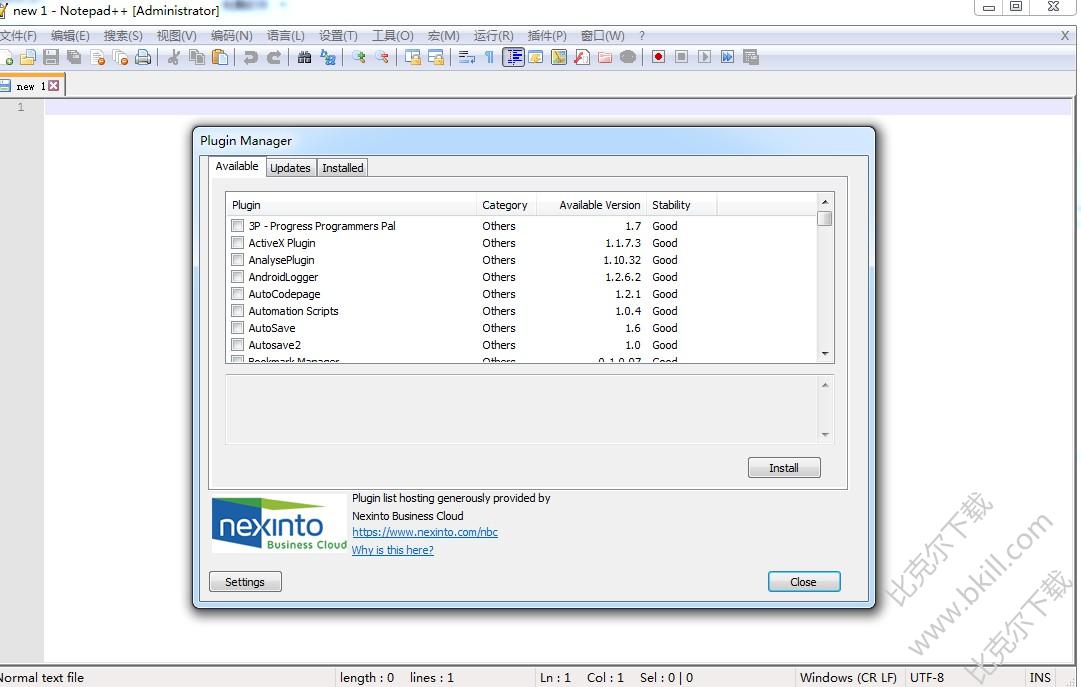 new 1 - Notepad++ [Administrator]
文件(F) 编辑(E) 搜索(S) 视图(V) 编码(N) 语言(L) 设置(T) 工具(O) 宏(M) 运行(R) 插件(P) 窗口(W) ? X
new 1
1
Plugin Manager
Available Updates Installed
Plugin Category Available Version Stability
3P - Progress Programmers Pal Others 1.7 Good
ActiveX Plugin Others 1.1.7.3 Good
AnalysePlugin Others 1.10.32 Good
AndroidLogger Others 1.2.6.2 Good
AutoCodepage Others 1.2.1 Good
Automation Scripts Others 1.0.4 Good
AutoSave Others 1.6 Good
Autosave2 Others 1.0 Good
Bookmark Manager Others 0.1.0.97 Good
Install
nexinto
Business Cloud
Plugin list hosting generously provided by
Nexinto Business Cloud
https://www.nexinto.com/nbc
Why is this here?
Settings Close
比克尔下载
www.bkill.com
比克尔下载
Normal text file length : 0 lines : 1 Ln : 1 Col : 1 Sel : 0 | 0 Windows (CR LF) UTF-8 INS